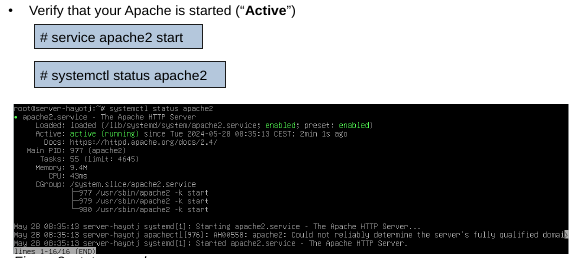 • Verify that your Apache is started (“Active”)
# service apache2 start
# systemctl status apache2
root@server-hayotj:~# systemctl status apache2
● apache2.service - The Apache HTTP Server
Loaded: loaded (/lib/systemd/system/apache2.service; enabled; preset: enabled)
Active: active (running) since Tue 2024-05-28 08:35:13 CEST; 2min 1s ago
Docs: https://httpd.apache.org/docs/2.4/
Main PID: 977 (apache2)
Tasks: 55 (limit: 4645)
Memory: 9.4M
CPU: 43ms
CGroup: /system.slice/apache2.service
├─977 /usr/sbin/apache2 -k start
├─979 /usr/sbin/apache2 -k start
└─980 /usr/sbin/apache2 -k start
May 28 08:35:13 server-hayotj systemd[1]: Starting apache2.service - The Apache HTTP Server...
May 28 08:35:13 server-hayotj apachectl[976]: AH00558: apache2: Could not reliably determine the server's fully qualified domai
May 28 08:35:13 server-hayotj systemd[1]: Started apache2.service - The Apache HTTP Server.
lines 1-16/16 (END)